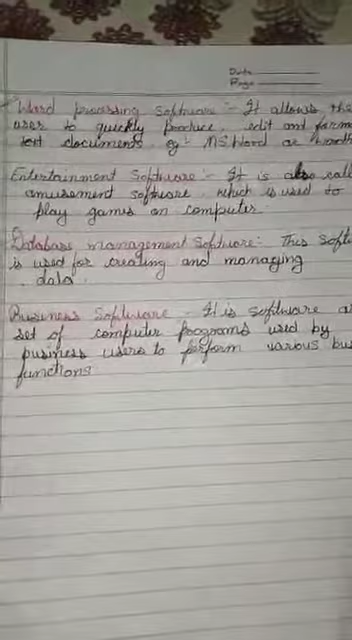 Date
Page
Word processing software :- It allows the
user to quickly produce, edit and form
text documents. eg:- MS Word or
Entertainment Software :- It is also call
amusement software, which is used to
play games on computer.
Database management Software:- This soft
is used for creating and managing
data.
Business Software - It is software or
set of computer programs used by
business users to perform various bus
functions